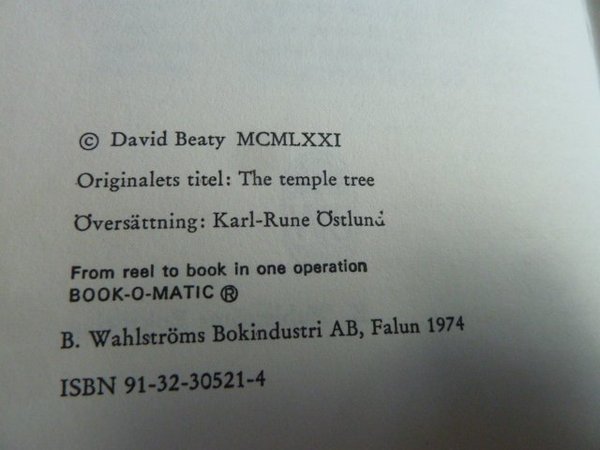 © David Beaty MCMLXXI
Originalets titel: The temple tree
Översättning: Karl-Rune Östlund
From reel to book in one operation
BOOK-O-MATIC ®
B. Wahlströms Bokindustri AB, Falun 1974
ISBN 91-32-30521-4